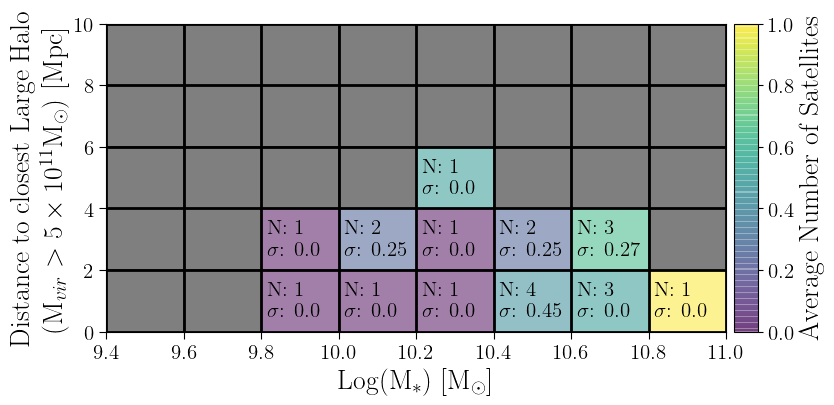 Distance to closest Large Halo
(M_vir > 5 × 10^11 M_⊙) [Mpc]
10
8
6
4
2
0
N: 1
σ: 0.0
N: 1
σ: 0.0
N: 2
σ: 0.25
N: 1
σ: 0.0
N: 2
σ: 0.25
N: 3
σ: 0.27
N: 1
σ: 0.0
N: 1
σ: 0.0
N: 1
σ: 0.0
N: 4
σ: 0.45
N: 3
σ: 0.0
N: 1
σ: 0.0
9.4 9.6 9.8 10.0 10.2 10.4 10.6 10.8 11.0
Log(M_*) [M_⊙]
1.0
0.8
0.6
0.4
0.2
0.0
Average Number of Satellites